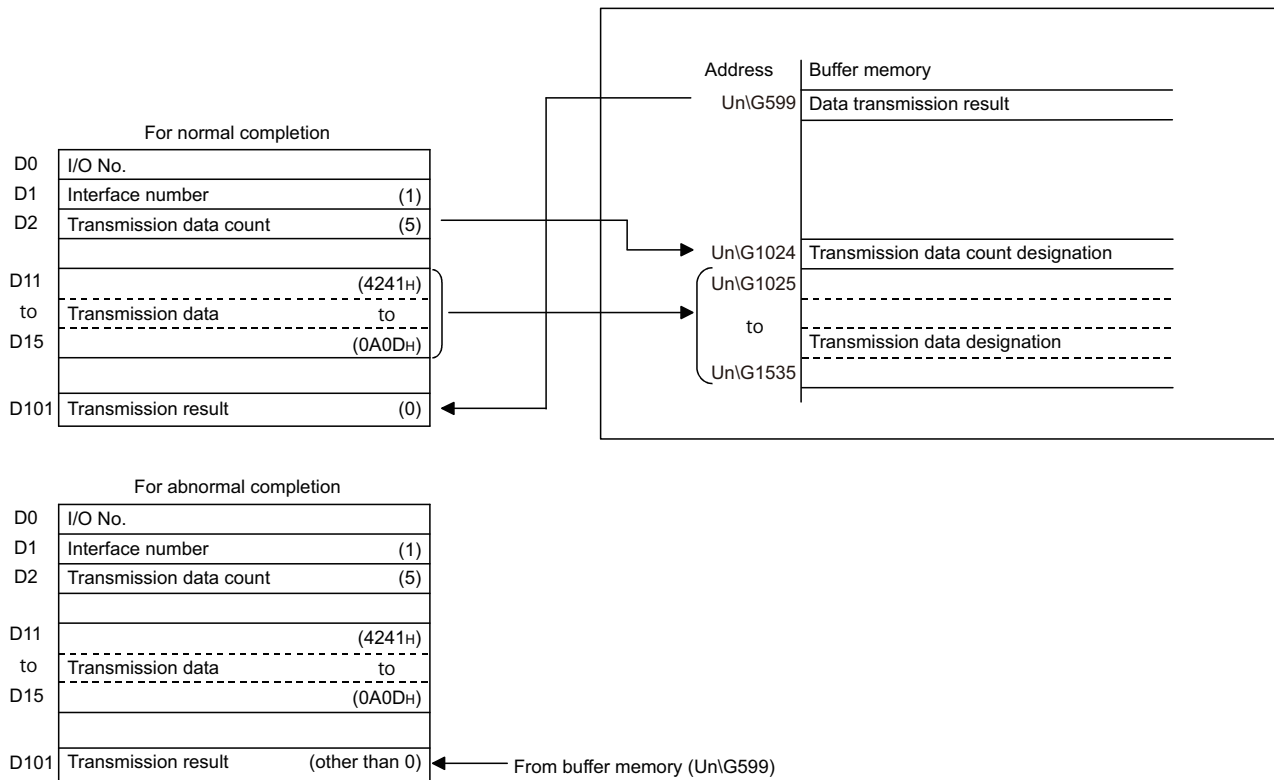 For normal completion
D0 I/O No.
D1 Interface number (1)
D2 Transmission data count (5)
D11 (4241H)
to Transmission data to
D15 (0A0DH)
D101 Transmission result (0)
Address Buffer memory
Un\G599 Data transmission result
Un\G1024 Transmission data count designation
Un\G1025
to
Transmission data designation
Un\G1535
For abnormal completion
D0 I/O No.
D1 Interface number (1)
D2 Transmission data count (5)
D11 (4241H)
to Transmission data to
D15 (0A0DH)
D101 Transmission result (other than 0) From buffer memory (Un\G599)